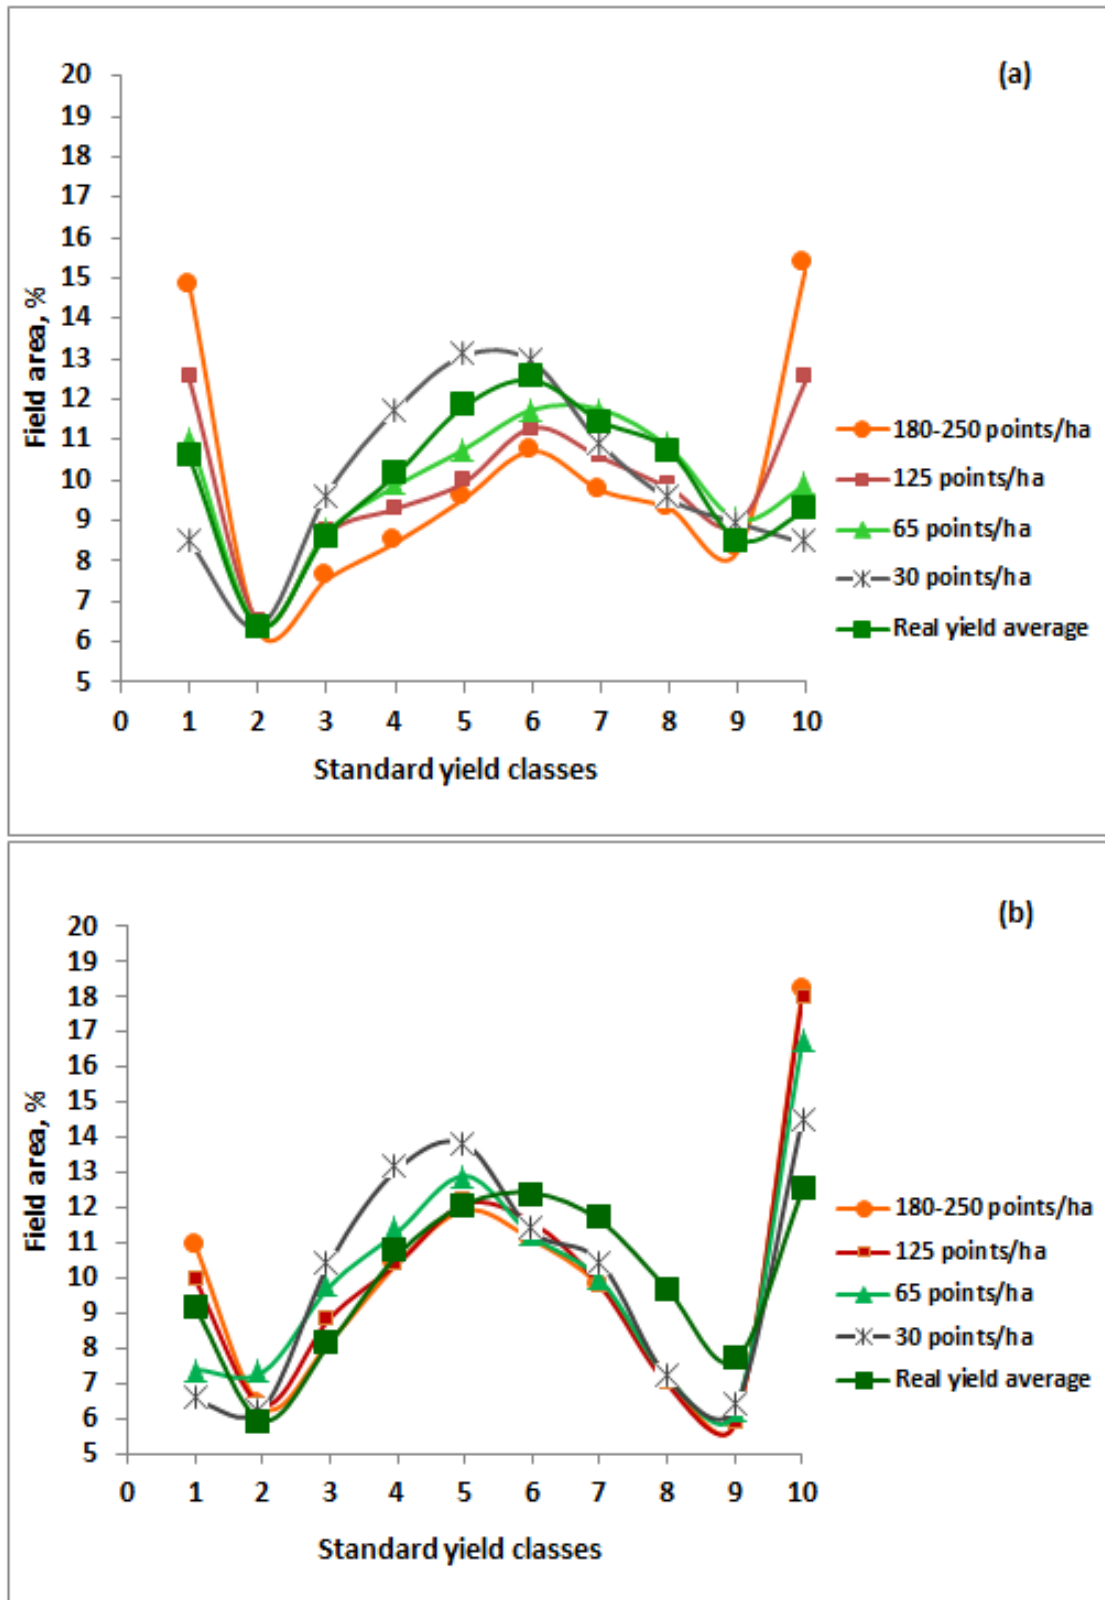 (a)
20
19
18
17
16
15
14
13
12
11
10
9
8
7
6
5
Field area, %
0 1 2 3 4 5 6 7 8 9 10
Standard yield classes
180-250 points/ha
125 points/ha
65 points/ha
30 points/ha
Real yield average
(b)
20
19
18
17
16
15
14
13
12
11
10
9
8
7
6
5
Field area, %
0 1 2 3 4 5 6 7 8 9 10
Standard yield classes
180-250 points/ha
125 points/ha
65 points/ha
30 points/ha
Real yield average